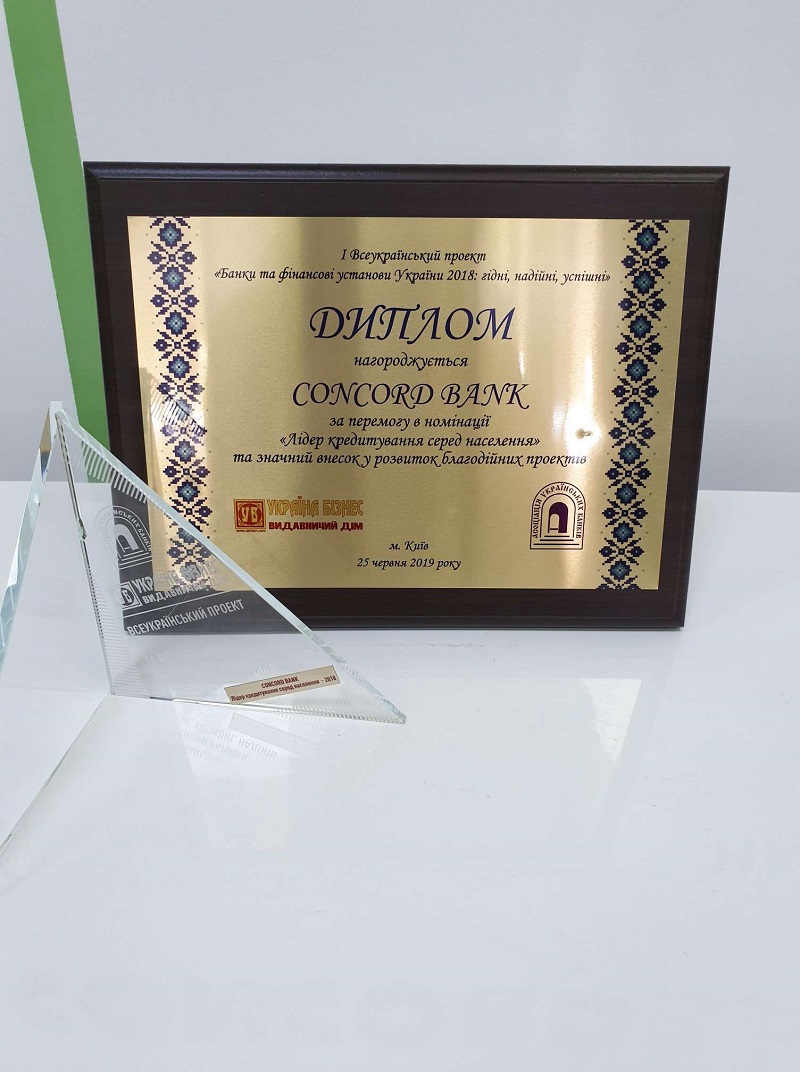 І Всеукраїнський проект
«Банки та фінансові установи України 2018: гідні, надійні, успішні»
ДИПЛОМ
нагороджується
CONCORD BANK
за перемогу в номінації
«Лідер кредитування серед населення»
та значний внесок у розвиток благодійних проектів
УБ
УКРАЇНА БІЗНЕС
ВИДАВНИЧИЙ ДІМ
АСОЦІАЦІЯ УКРАЇНСЬКИХ БАНКІВ
м. Київ
25 червня 2019 року
ВСЕУКРАЇНСЬКИЙ ПРОЕКТ
CONCORD BANK
Лідер кредитування серед населення - 2018